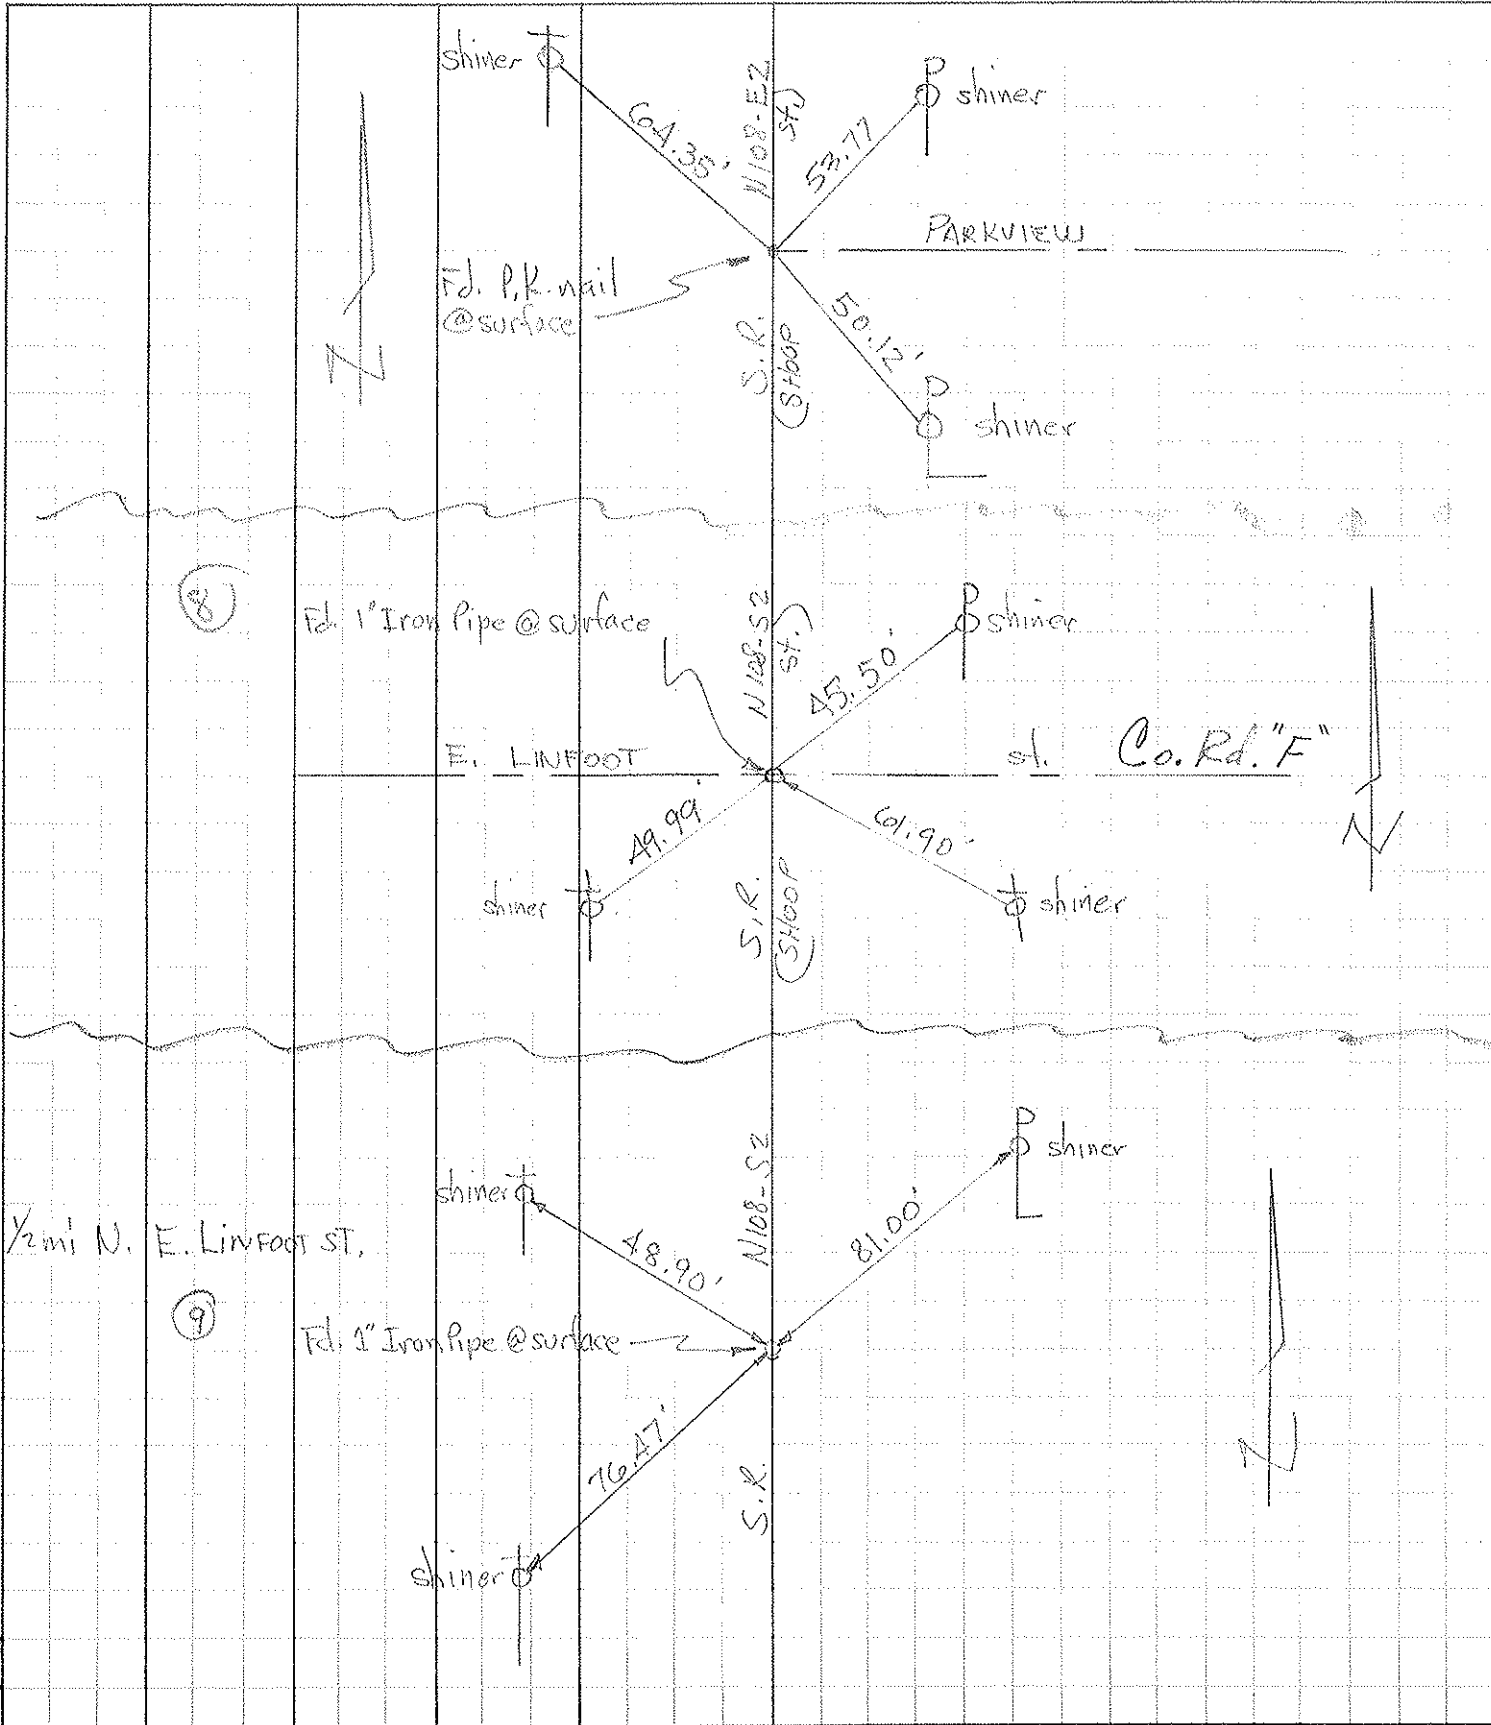 shiner
64.35'
N108-E2
st.)
53.77
shiner
PARKVIEW
Fd. P.K. nail
@surface
S.R.
(SHOOP
50.12'
shiner
N
8
Fd. 1" Iron Pipe @ surface
N108-S2
st.)
45.50'
shiner
E. LINFOOT
st. Co. Rd. "F"
49.99'
61.90'
shiner
S.R.
(SHOOP
shiner
N
N108-S2
shiner
shiner
1/2 mi N. E. LINFOOT ST.
48.90'
81.00'
9
Fd. 1" Iron Pipe @ surface
76.47'
S.R.
shiner
N